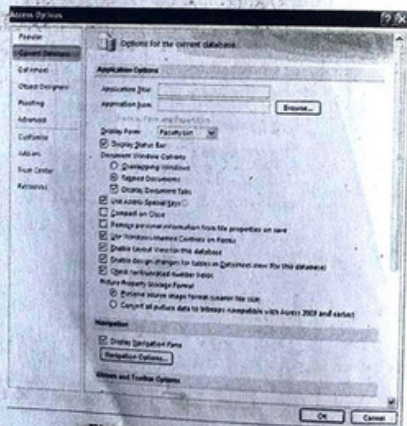 Access Options
Popular
Current Database
Datasheet
Object Designers
Proofing
Advanced
Customize
Add-ins
Trust Center
Resources
Options for the current database.
Application Options
Application Title:
Application Icon:
Browse...
Display Form:
Display Status Bar
Document Window Options
Overlapping Windows
Tabbed Documents
Display Document Tabs
Use Access Special Keys
Compact on Close
Remove personal information from file properties on save
Use Windows-themed Controls on Forms
Enable Layout View for this database
Enable design changes for tables in Datasheet view (for this database)
Check for truncated number fields
Picture Property Storage Format
Preserve source image format (smaller file size)
Convert all picture data to bitmaps (compatible with Access 2003 and earlier)
Navigation
Display Navigation Pane
Navigation Options...
Ribbon and Toolbar Options
OK
Cancel